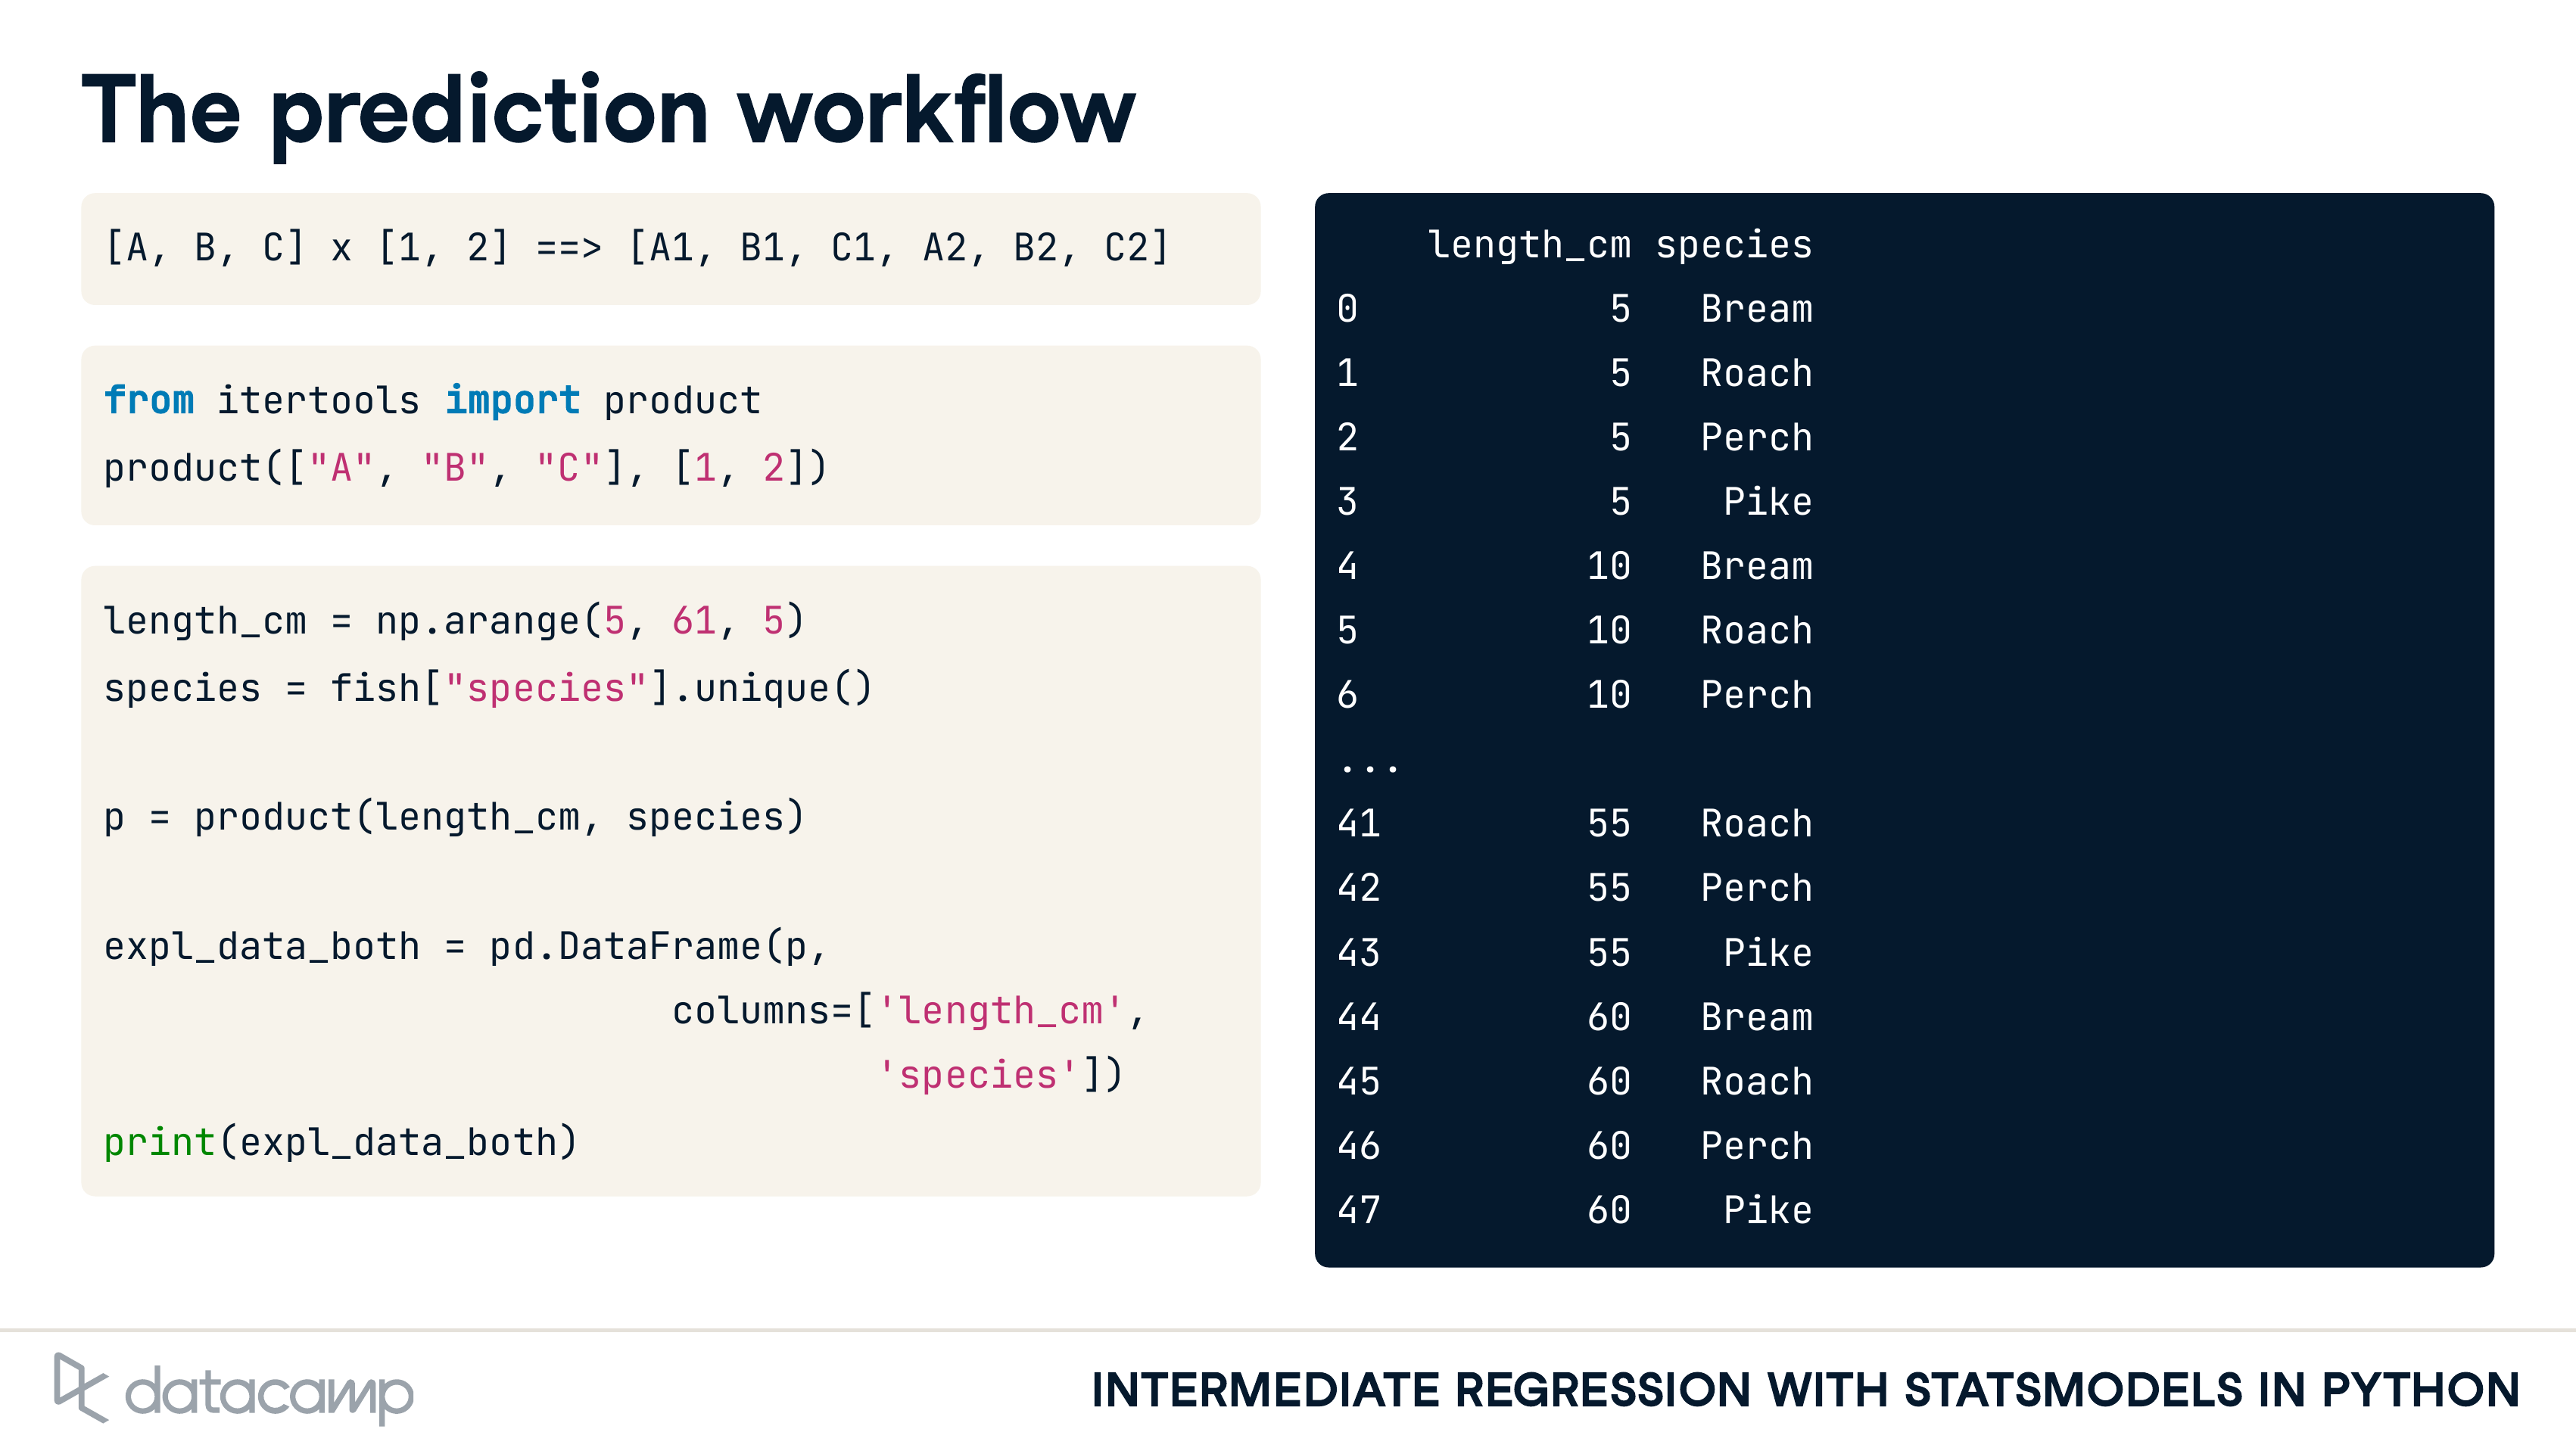 The prediction workflow
[A, B, C] x [1, 2] ==> [A1, B1, C1, A2, B2, C2]
from itertools import product
product(["A", "B", "C"], [1, 2])
length_cm = np.arange(5, 61, 5)
species = fish["species"].unique()
p = product(length_cm, species)
expl_data_both = pd.DataFrame(p,
columns=['length_cm',
'species'])
print(expl_data_both)
length_cm species
0 5 Bream
1 5 Roach
2 5 Perch
3 5 Pike
4 10 Bream
5 10 Roach
6 10 Perch
...
41 55 Roach
42 55 Perch
43 55 Pike
44 60 Bream
45 60 Roach
46 60 Perch
47 60 Pike
datacamp
INTERMEDIATE REGRESSION WITH STATSMODELS IN PYTHON